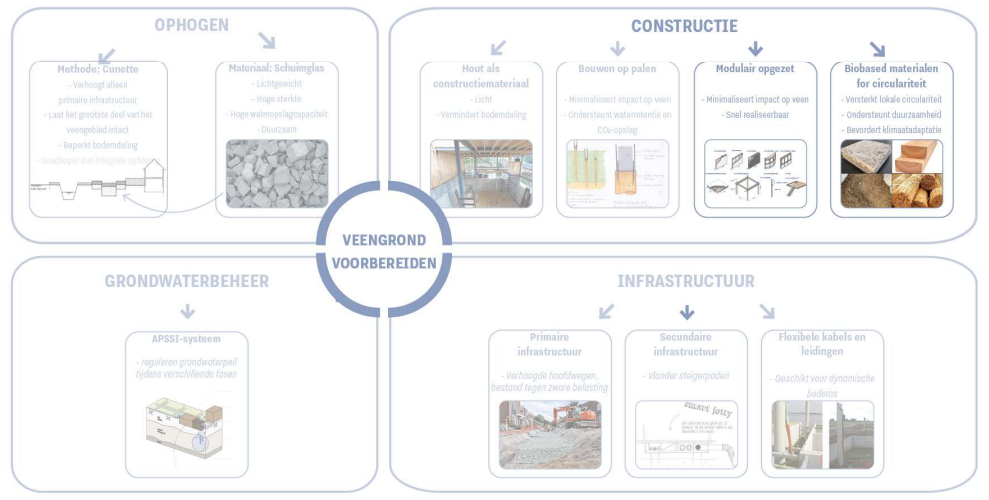 OPHOGEN
Methode: Cunette
- Verhoogt alleen
primaire infrastructuur
- Laat het grootste deel van het
veengebied intact
- Beperkt bodemdaling
- Goedkoper dan integrale ophoging
Materiaal: Schuimglas
- Lichtgewicht
- Hoge sterkte
- Hoge wateropslagcapaciteit
- Duurzaam
CONSTRUCTIE
Hout als
constructiemateriaal
- Licht
- Vermindert bodemdaling
Bouwen op palen
- Minimaliseert impact op veen
- Ondersteunt waterretentie en
CO₂-opslag
Modulair opgezet
- Minimaliseert impact op veen
- Snel realiseerbaar
Biobased materialen
for circulariteit
- Versterkt lokale circulariteit
- Ondersteunt duurzaamheid
- Bevordert klimaatadaptatie
VEENGROND
VOORBEREIDEN
GRONDWATERBEHEER
APSSI-systeem
- reguleren grondwaterpeil
tijdens verschillende fasen
INFRASTRUCTUUR
Primaire
infrastructuur
- Verhoogde hoofdwegen,
bestand tegen zware belasting
Secundaire
infrastructuur
- Vlonder steigerpaden
smart jetty
Flexibele kabels en
leidingen
- Geschikt voor dynamische
bodems